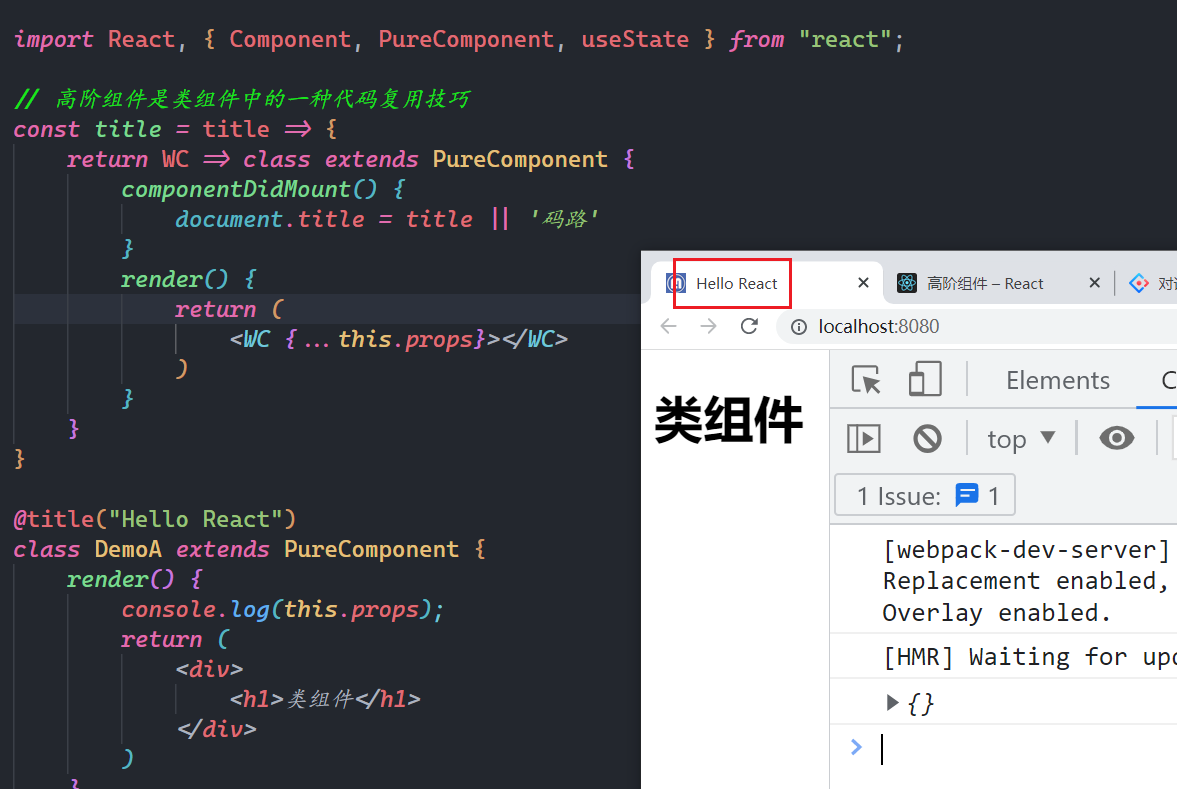 import React, { Component, PureComponent, useState } from "react";
// 高阶组件是类组件中的一种代码复用技巧
const title = title => {
return WC => class extends PureComponent {
componentDidMount() {
document.title = title || '码路'
}
render() {
return (
<WC {...this.props}></WC>
)
}
}
}
@title("Hello React")
class DemoA extends PureComponent {
render() {
console.log(this.props);
return (
<div>
<h1>类组件</h1>
</div>
)
}
Hello React
高阶组件 – React
localhost:8080
类组件
Elements
top
1 Issue: 1
[webpack-dev-server]
Replacement enabled,
Overlay enabled.
[HMR] Waiting for
{}